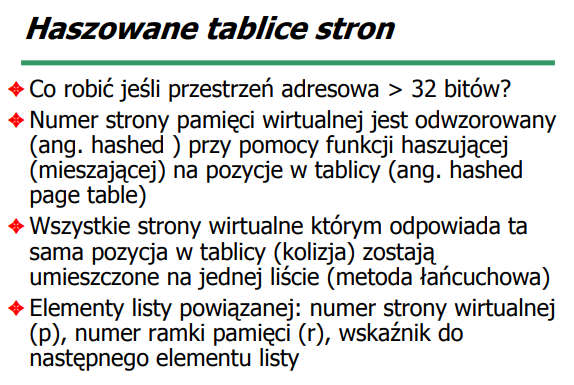 Haszowane tablice stron
Co robić jeśli przestrzeń adresowa > 32 bitów?
Numer strony pamięci wirtualnej jest odwzorowany
(ang. hashed ) przy pomocy funkcji haszującej
(mieszającej) na pozycje w tablicy (ang. hashed
page table)
Wszystkie strony wirtualne którym odpowiada ta
sama pozycja w tablicy (kolizja) zostają
umieszczone na jednej liście (metoda łańcuchowa)
Elementy listy powiązanej: numer strony wirtualnej
(p), numer ramki pamięci (r), wskaźnik do
następnego elementu listy